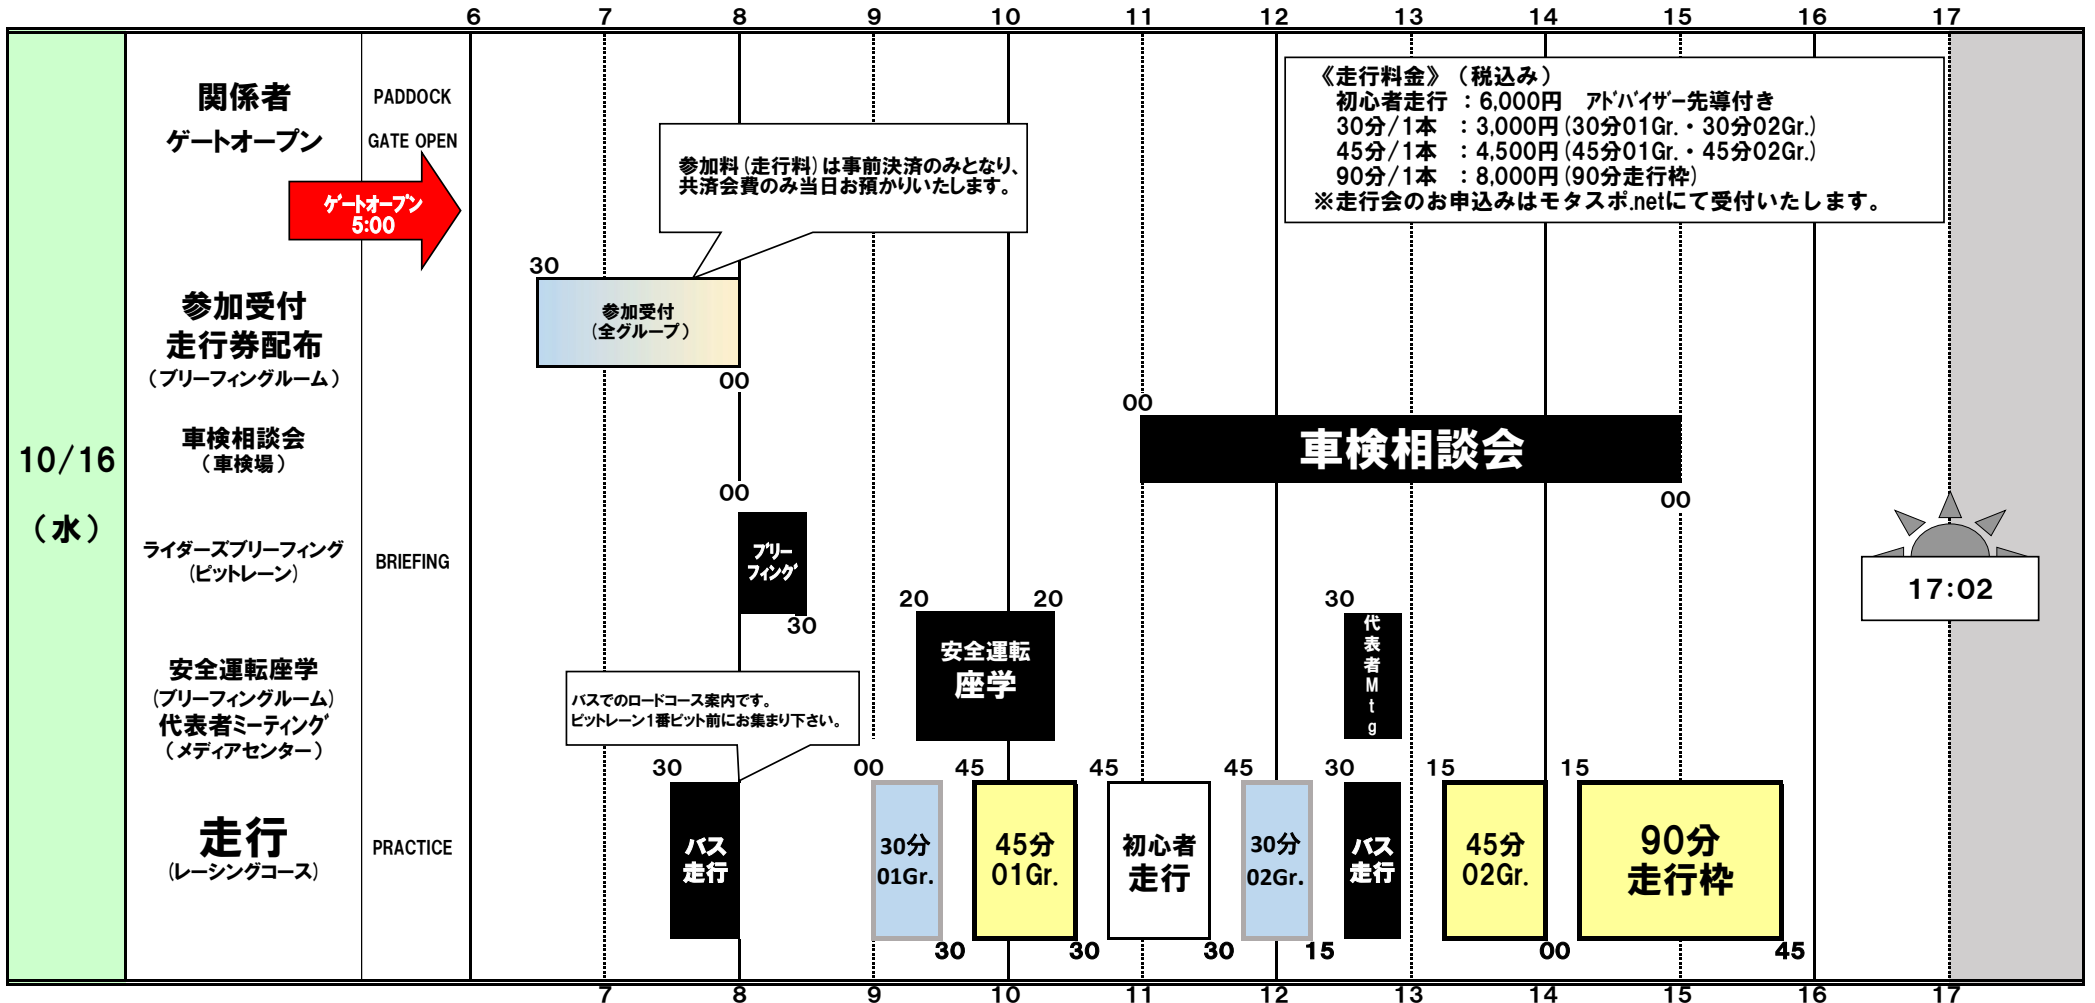 6 7 8 9 10 11 12 13 14 15 16 17
10/16
（水）
関係者
ゲートオープン
PADDOCK
GATE OPEN
ゲートオープン
5:00
参加料（走行料）は事前決済のみとなり、
共済会費のみ当日お預かりいたします。
《走行料金》（税込み）
初心者走行 ：6,000円 アドバイザー先導付き
30分/1本 ：3,000円（30分01Gr.・30分02Gr.）
45分/1本 ：4,500円（45分01Gr.・45分02Gr.）
90分/1本 ：8,000円（90分走行枠）
※走行会のお申込みはモタスポ.netにて受付いたします。
参加受付
走行券配布
（ブリーフィングルーム）
30
参加受付
（全グループ）
00
車検相談会
（車検場）
00
車検相談会
00
ライダーズブリーフィング
(ピットレーン)
BRIEFING
00
ブリー
フィング
30
17:02
安全運転座学
(ブリーフィングルーム)
代表者ミーティング
（メディアセンター）
20 20
安全運転
座学
30
代
表
者
M
t
g
バスでのロードコース案内です。
ピットレーン1番ピット前にお集まり下さい。
走行
(レーシングコース)
PRACTICE
30 00 45 45 45 30 15 15
バス
走行
30分
01Gr.
45分
01Gr.
初心者
走行
30分
02Gr.
バス
走行
45分
02Gr.
90分
走行枠
30 30 30 15 00 45
7 8 9 10 11 12 13 14 15 16 17